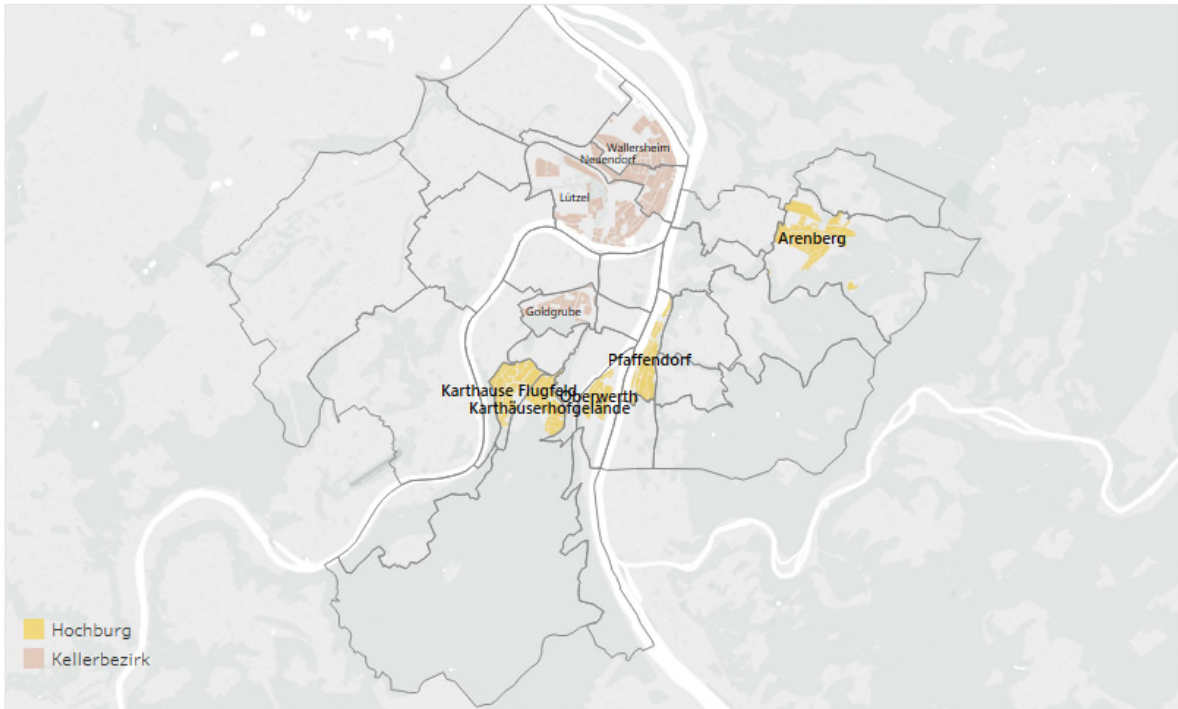 Wallersheim
Neuendorf
Lützel
Arenberg
Goldgrube
Pfaffendorf
Karthause Flugfeld
Oberwerth
Karthäuserhofgelände
Hochburg
Kellerbezirk